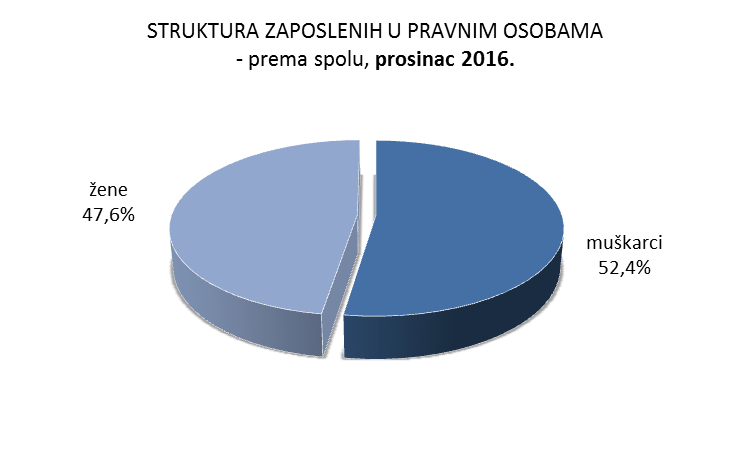 STRUKTURA ZAPOSLENIH U PRAVNIM OSOBAMA
- prema spolu, prosinac 2016.
žene
47,6%
muškarci
52,4%